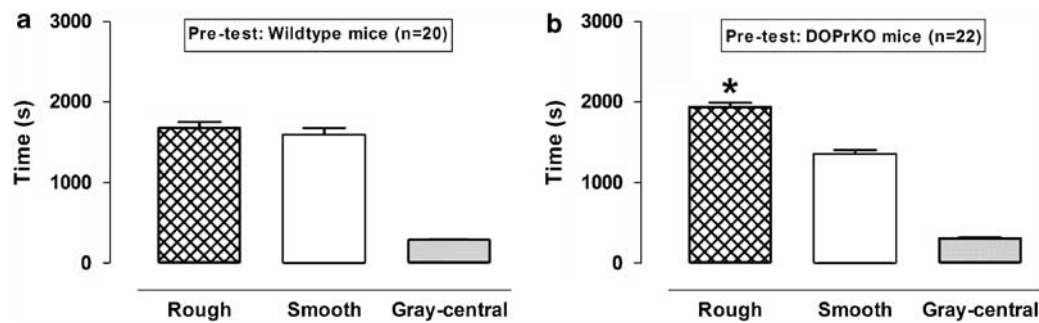 a
Pre-test: Wildtype mice (n=20)
Time (s)
3000
2000
1000
0
Rough Smooth Gray-central
b
Pre-test: DOPrKO mice (n=22)
Time (s)
3000
2000
*
1000
0
Rough Smooth Gray-central